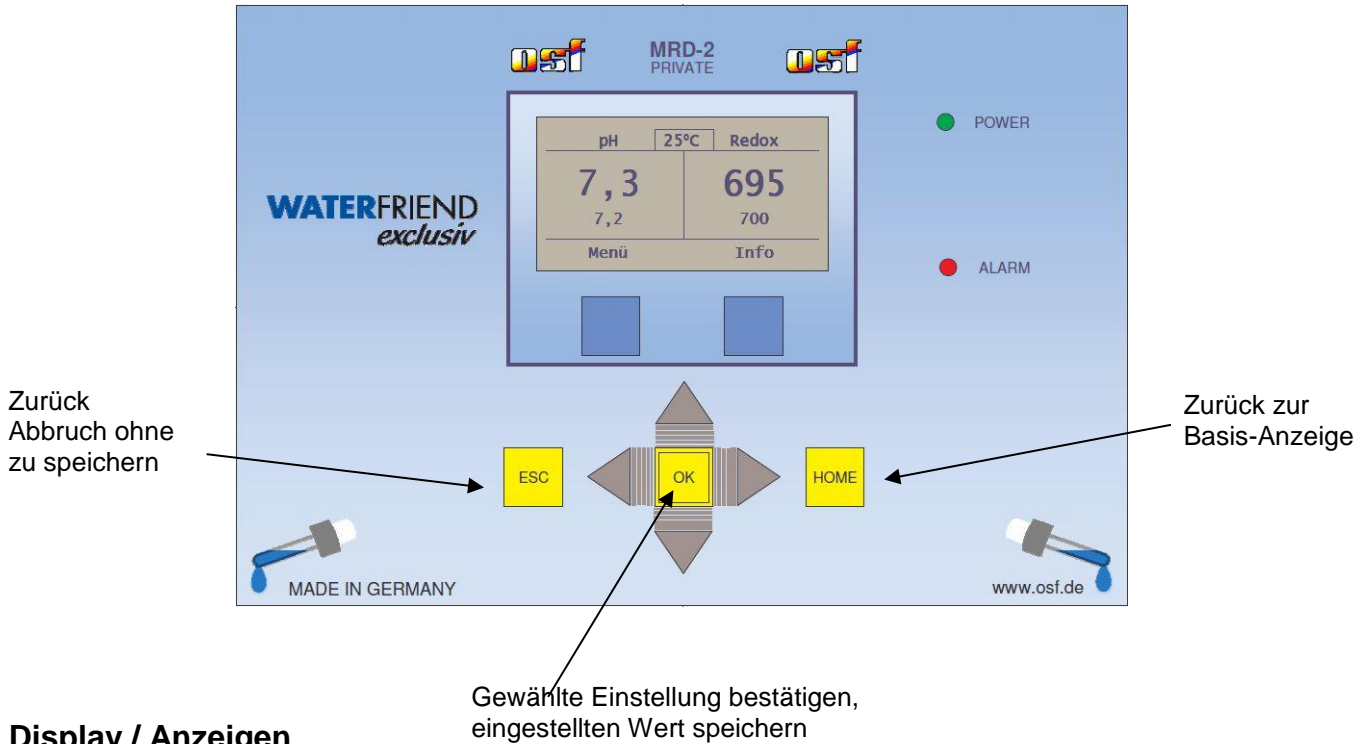 osf
MRD-2
PRIVATE
osf
pH 25°C Redox
7,3 695
7,2 700
Menü Info
POWER
ALARM
WATERFRIEND
exclusiv
Zurück
Abbruch ohne
zu speichern
ESC
OK
HOME
Zurück zur
Basis-Anzeige
MADE IN GERMANY
www.osf.de
Gewählte Einstellung bestätigen,
eingestellten Wert speichern
Display / Anzeigen